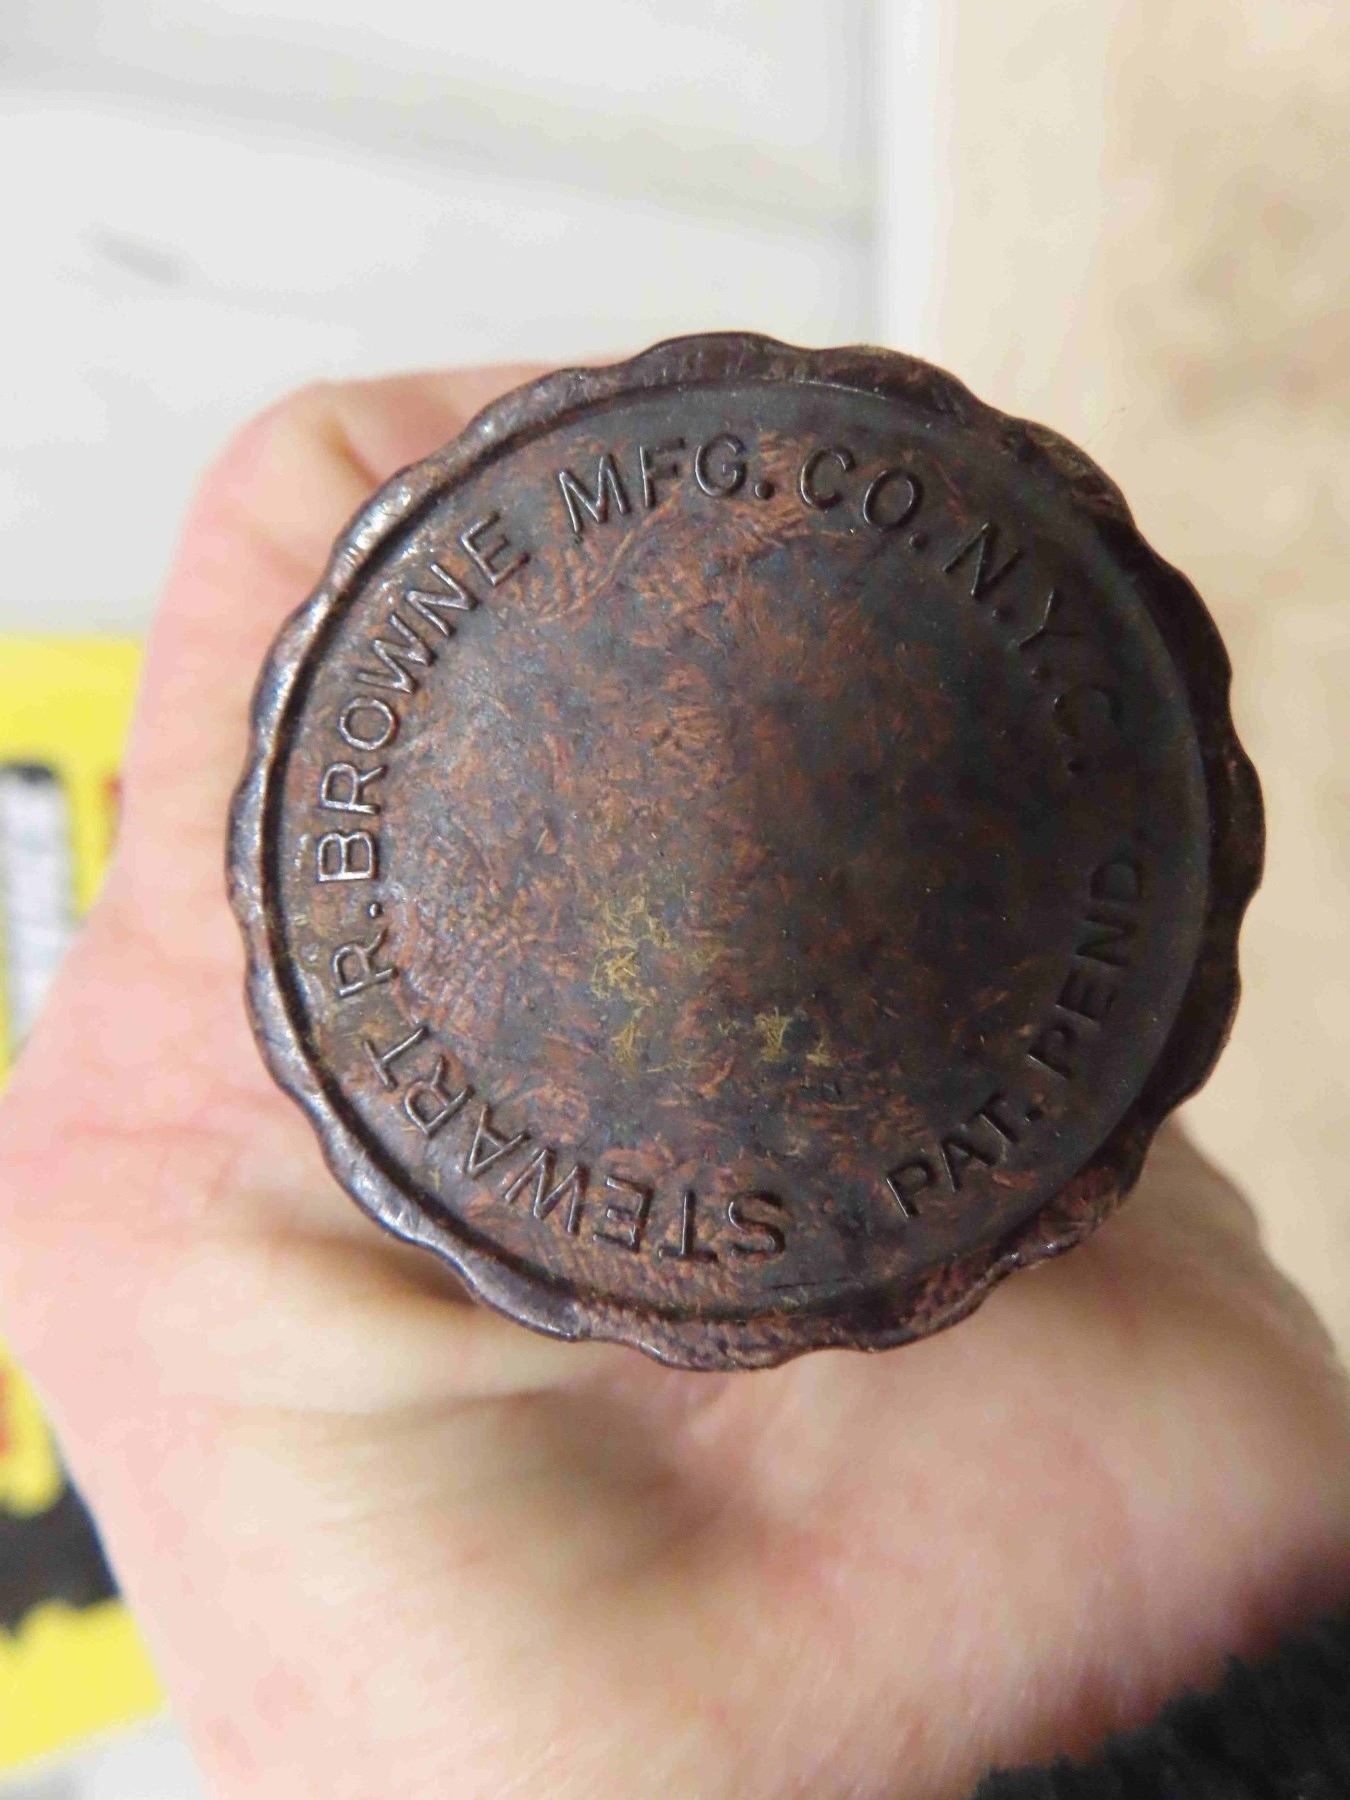 STEWART R. BROWNE MFG. CO. N.Y.C.
PAT. PEND.